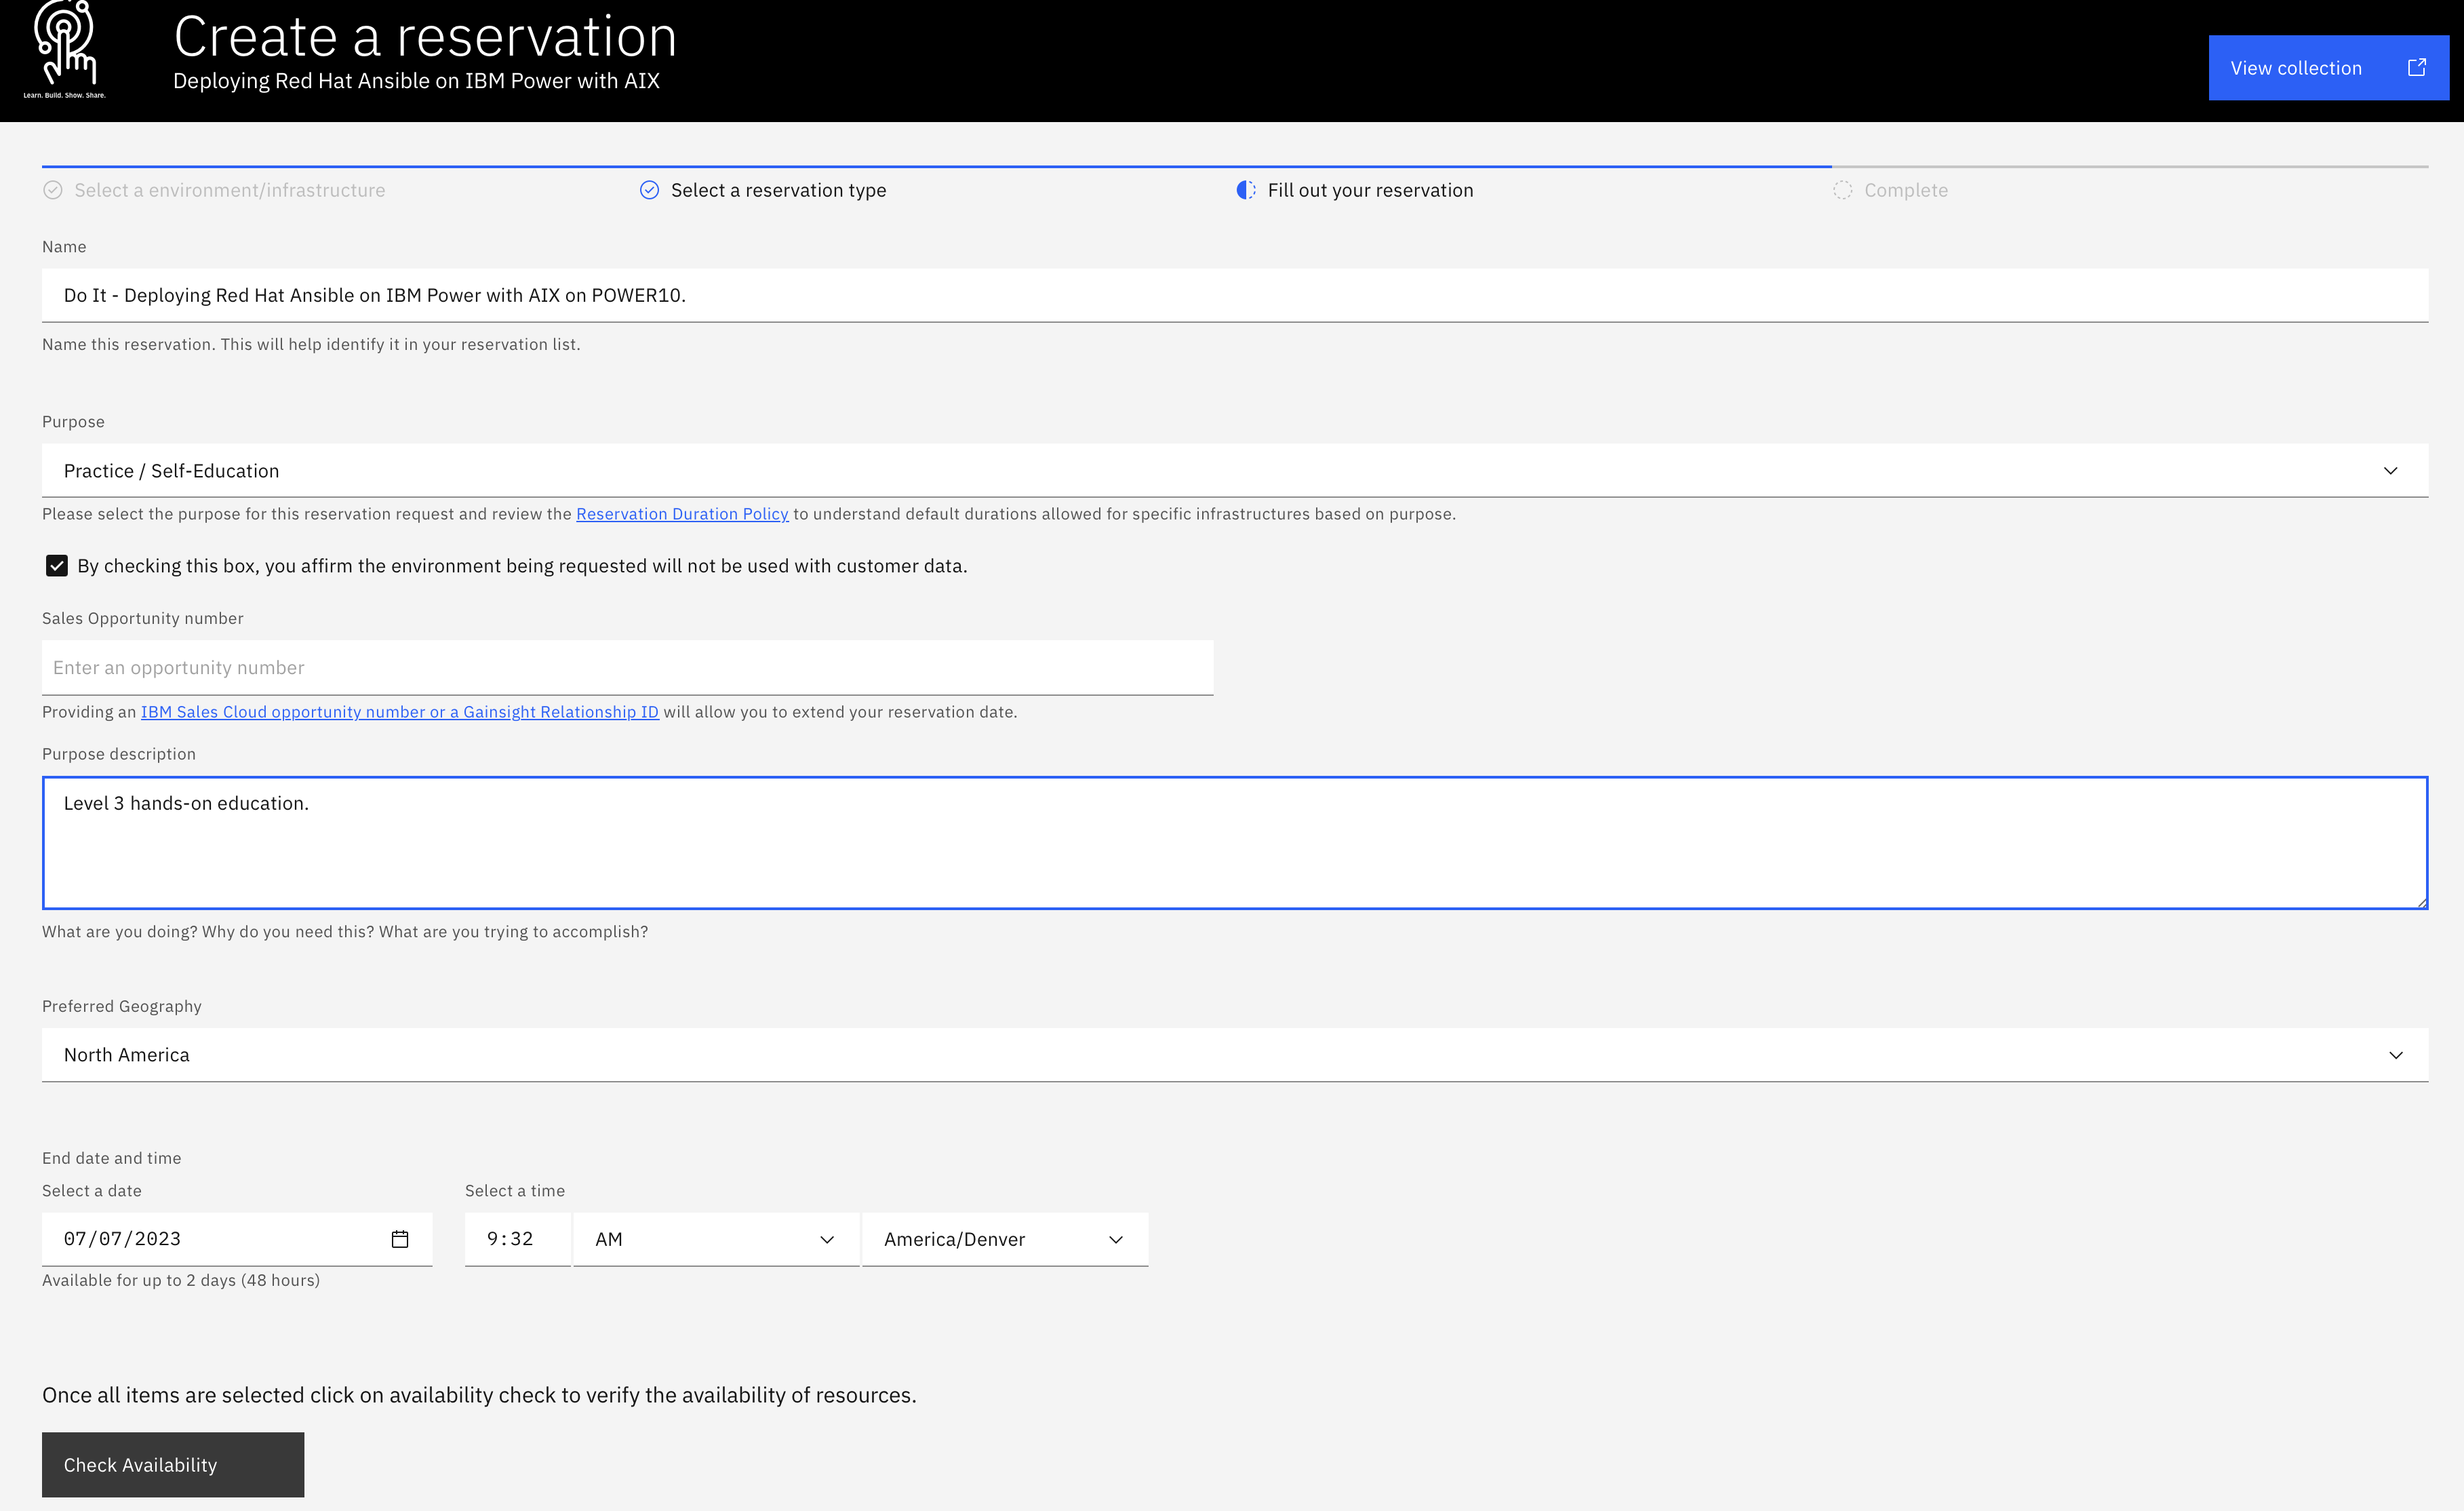 Create a reservation
Learn. Build. Show. Share.
Deploying Red Hat Ansible on IBM Power with AIX
View collection
Select a environment/infrastructure
Select a reservation type
Fill out your reservation
Complete
Name
Do It - Deploying Red Hat Ansible on IBM Power with AIX on POWER10.
Name this reservation. This will help identify it in your reservation list.
Purpose
Practice / Self-Education
Please select the purpose for this reservation request and review the Reservation Duration Policy to understand default durations allowed for specific infrastructures based on purpose.
By checking this box, you affirm the environment being requested will not be used with customer data.
Sales Opportunity number
Enter an opportunity number
Providing an IBM Sales Cloud opportunity number or a Gainsight Relationship ID will allow you to extend your reservation date.
Purpose description
Level 3 hands-on education.
What are you doing? Why do you need this? What are you trying to accomplish?
Preferred Geography
North America
End date and time
Select a date
Select a time
07/07/2023
9:32
AM
America/Denver
Available for up to 2 days (48 hours)
Once all items are selected click on availability check to verify the availability of resources.
Check Availability